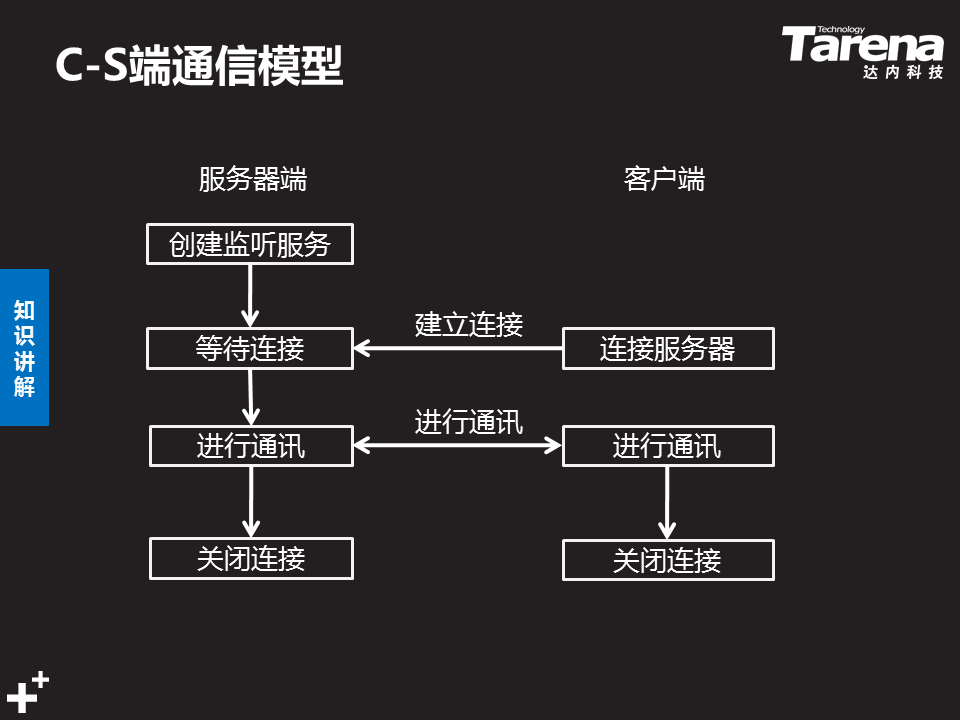 C-S端通信模型
Technology
Tarena
达内科技
服务器端
客户端
创建监听服务
建立连接
等待连接
连接服务器
知识讲解
进行通讯
进行通讯
进行通讯
关闭连接
关闭连接